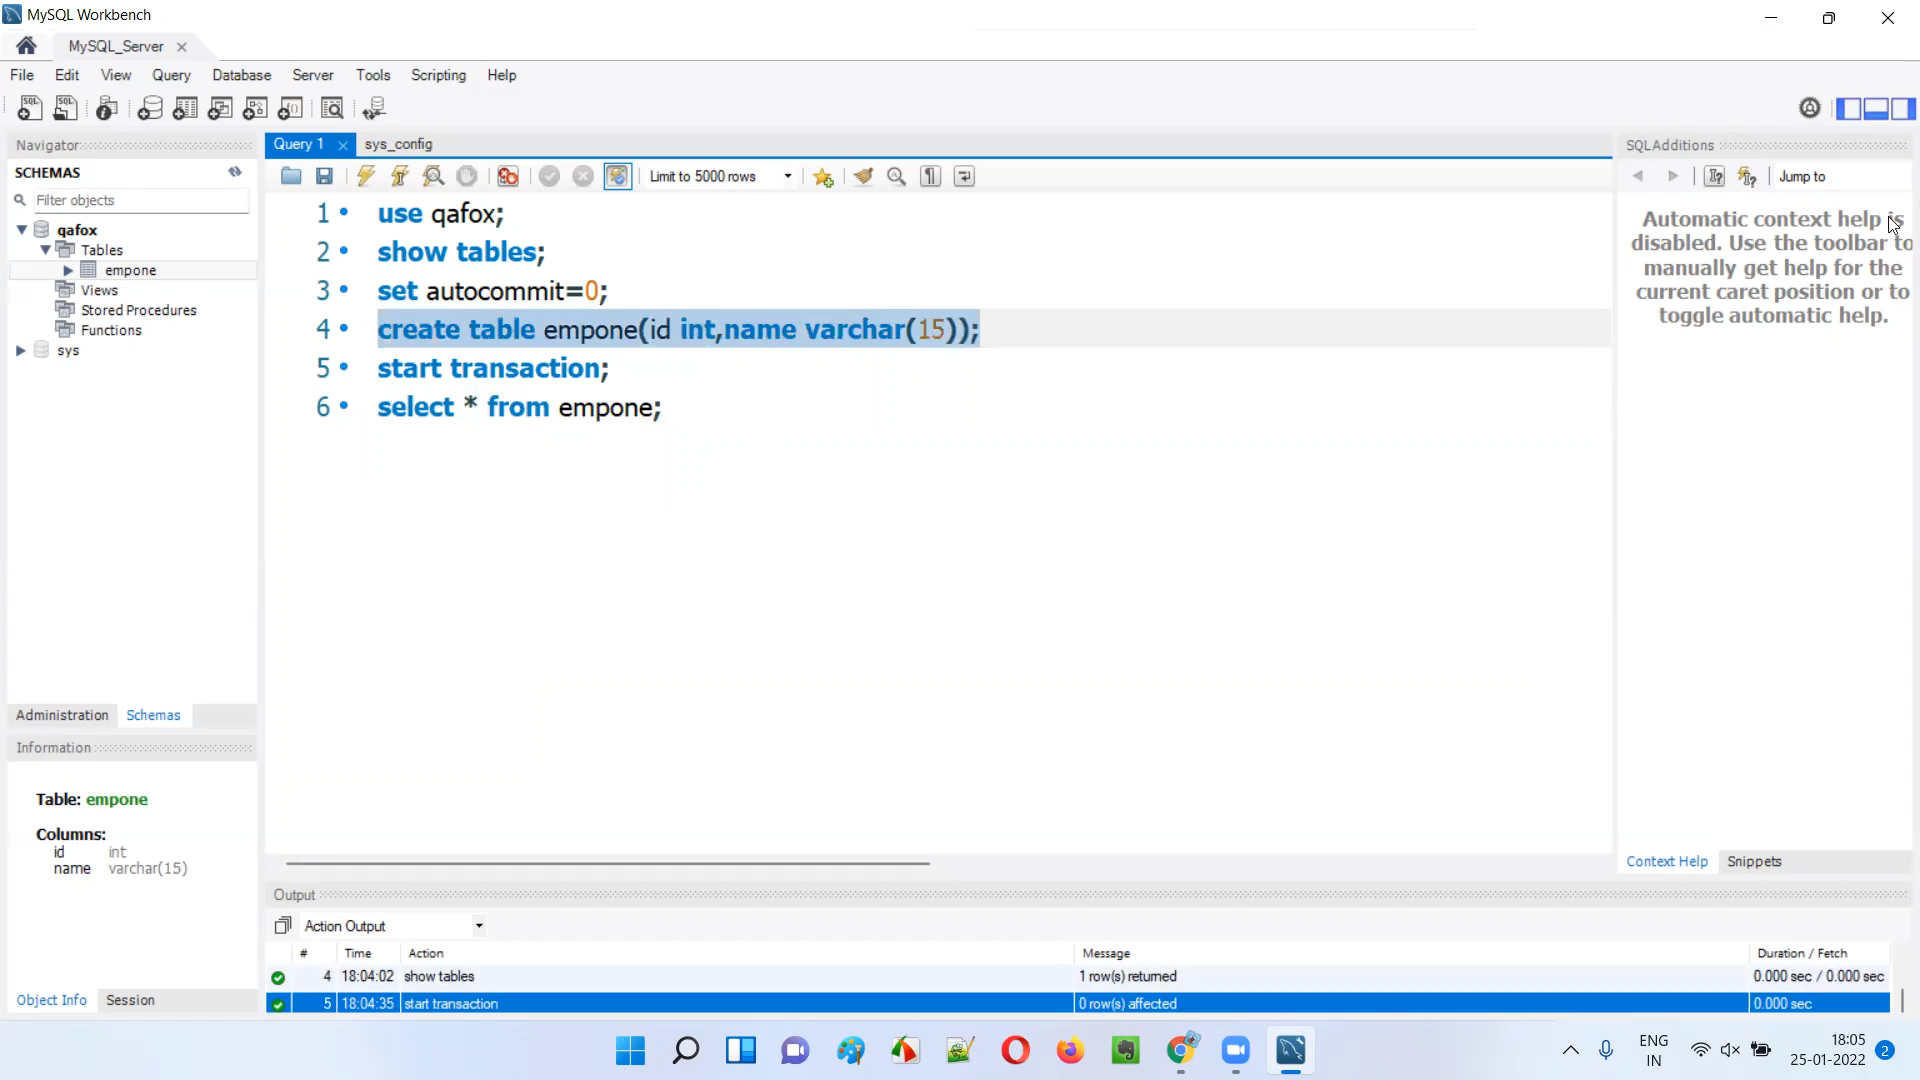 MySQL Workbench
MySQL_Server
File Edit View Query Database Server Tools Scripting Help
Navigator
Query 1
sys_config
SQLAdditions
SCHEMAS
Limit to 5000 rows
Jump to
Filter objects
qafox
Tables
empone
Views
Stored Procedures
Functions
sys
1 use qafox;
2 show tables;
3 set autocommit=0;
4 create table empone(id int,name varchar(15));
5 start transaction;
6 select * from empone;
Automatic context help is
disabled. Use the toolbar to
manually get help for the
current caret position or to
toggle automatic help.
Administration Schemas
Information
Table: empone
Columns:
id int
name varchar(15)
Object Info Session
Context Help Snippets
Output
Action Output
# Time Action Message Duration / Fetch
4 18:04:02 show tables 1 row(s) returned 0.000 sec / 0.000 sec
5 18:04:35 start transaction 0 row(s) affected 0.000 sec
ENG
IN
18:05
25-01-2022
2